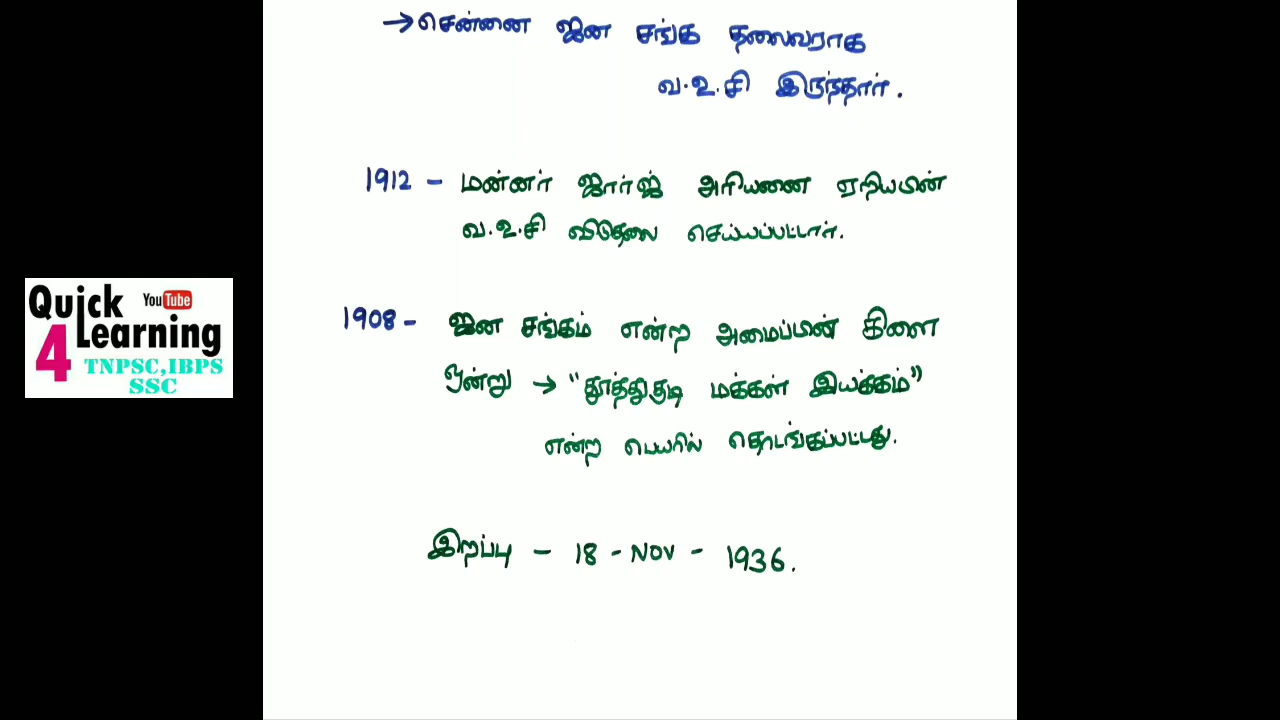 → சென்னை ஜன சங்க தலைவராக
வ.உ.சி இருந்தார்.
1912 - மன்னர் ஜார்ஜ் அரியனை ஏறியபின்
வ.உ.சி விடுதலை செய்யப்பட்டார்.
1908 - ஜன சங்கம் என்ற அமைப்பின் கிளை
ஒன்று → "தூத்துகுடி மக்கள் இயக்கம்"
என்ற பெயரில் தொடங்கப்பட்டது.
இறப்பு - 18 - NOV - 1936.
Quick
YouTube
4 Learning
TNPSC,IBPS
SSC